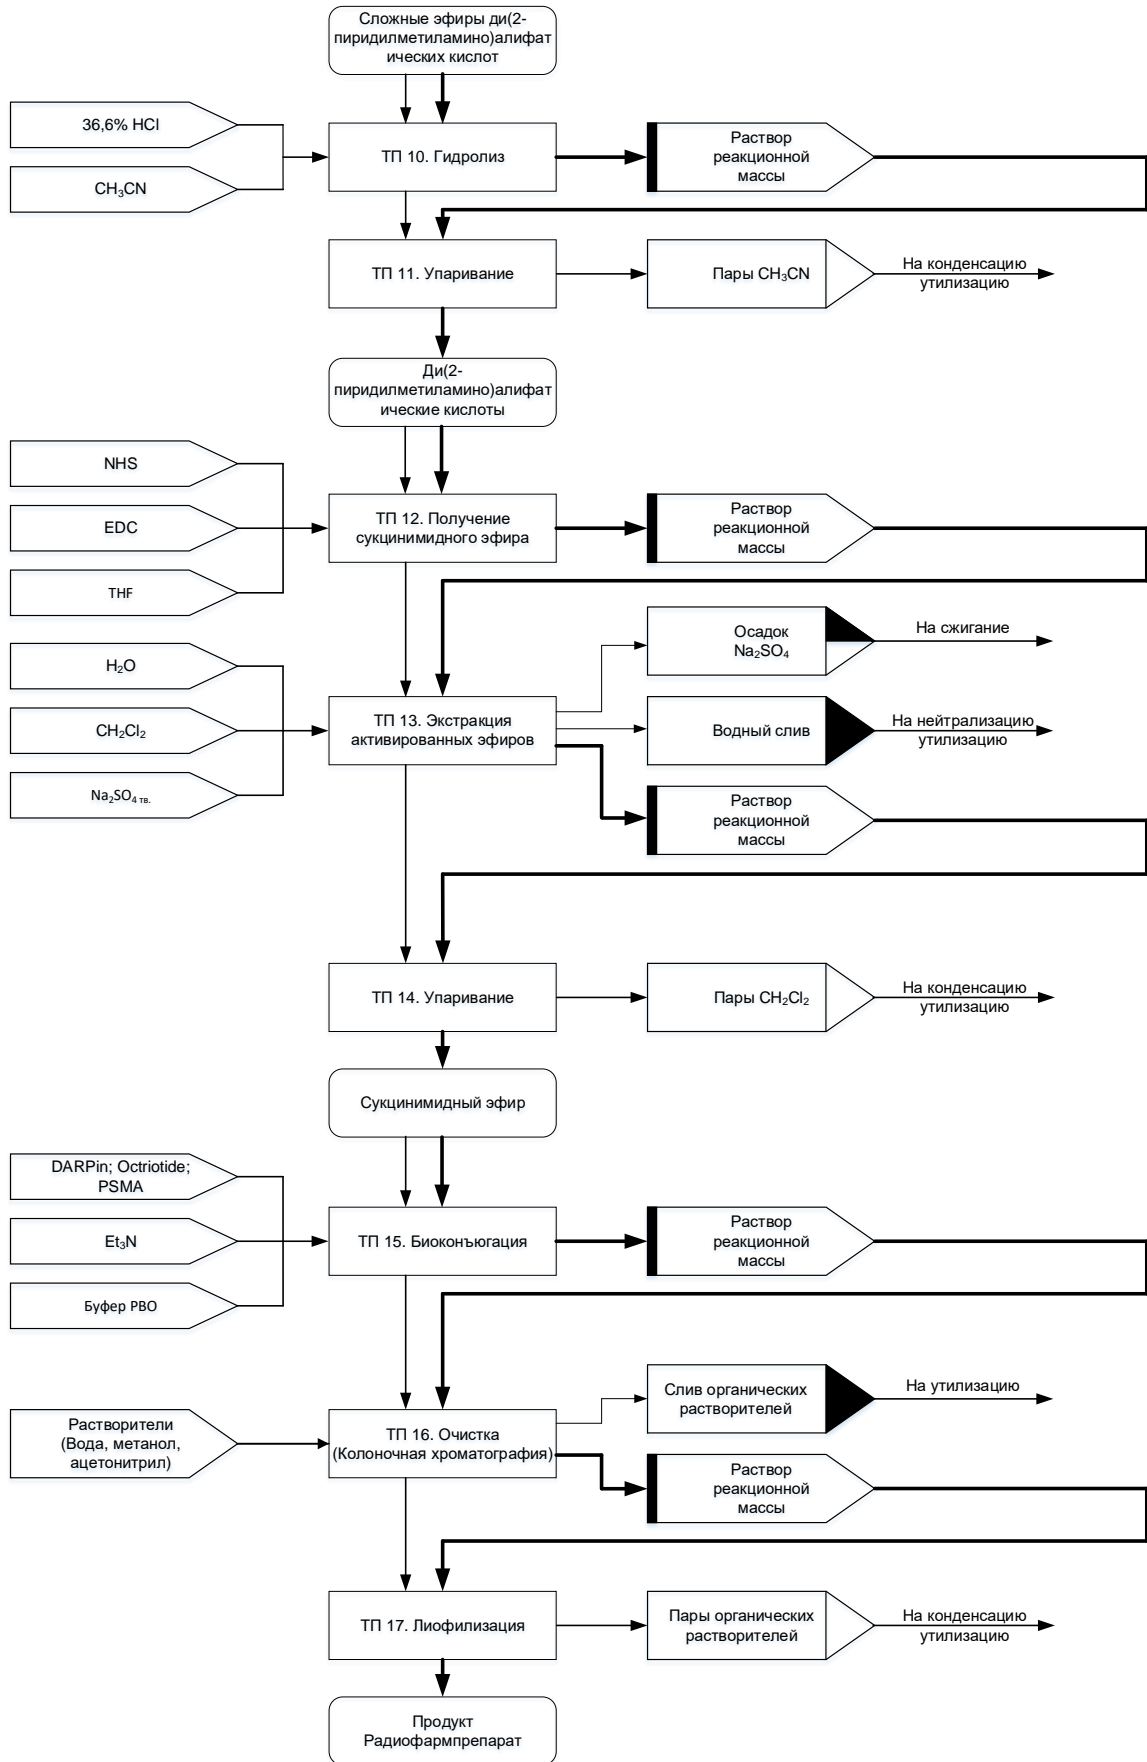 Сложные эфиры ди(2-
пиридилметиламино)алифат
ических кислот
36,6% HCl
CH₃CN
ТП 10. Гидролиз
Раствор
реакционной
массы
ТП 11. Упаривание
Пары CH₃CN
На конденсацию
утилизацию
Ди(2-
пиридилметиламино)алифат
ические кислоты
NHS
EDC
THF
ТП 12. Получение
сукцинимидного эфира
Раствор
реакционной
массы
H₂O
CH₂Cl₂
Na₂SO₄ тв.
ТП 13. Экстракция
активированных эфиров
Осадок
Na₂SO₄
На сжигание
Водный слив
На нейтрализацию
утилизацию
Раствор
реакционной
массы
ТП 14. Упаривание
Пары CH₂Cl₂
На конденсацию
утилизацию
Сукцинимидный эфир
DARPin; Octriotide;
PSMA
Et₃N
Буфер PBO
ТП 15. Биоконъюгация
Раствор
реакционной
массы
Растворители
(Вода, метанол,
ацетонитрил)
ТП 16. Очистка
(Колоночная хроматография)
Слив органических
растворителей
На утилизацию
Раствор
реакционной
массы
ТП 17. Лиофилизация
Пары органических
растворителей
На конденсацию
утилизацию
Продукт
Радиофармпрепарат